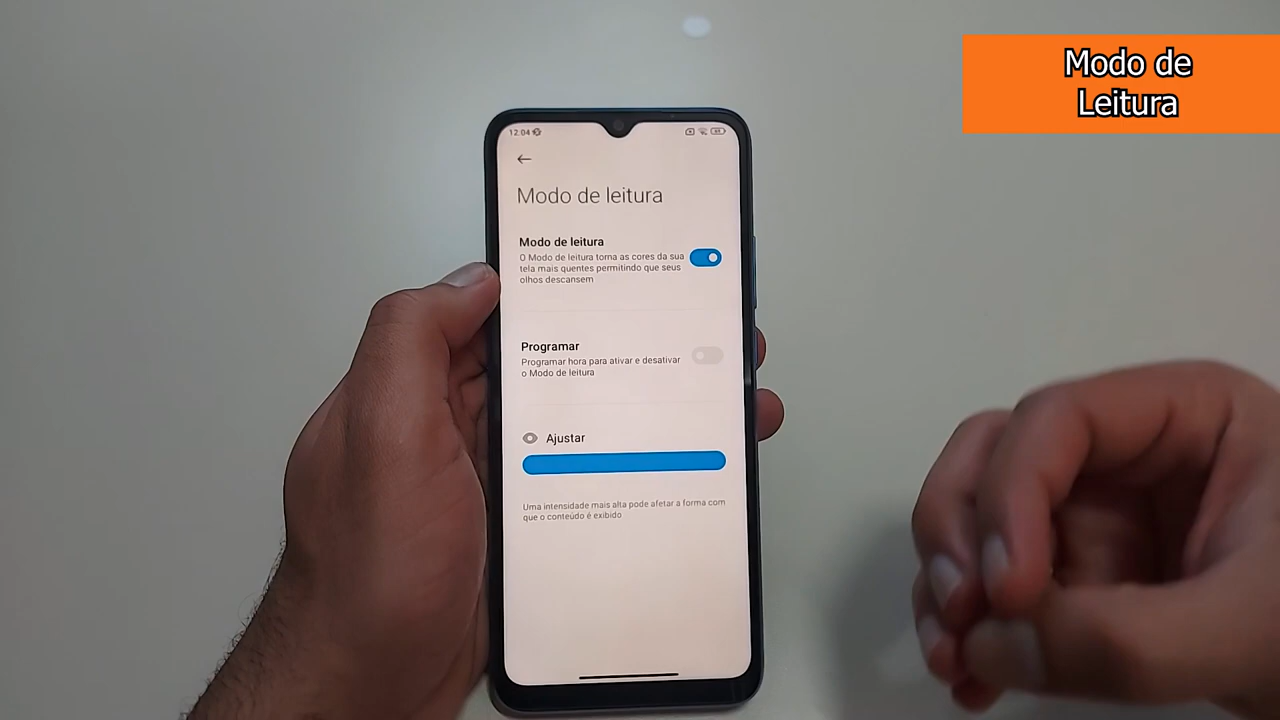 Modo de
Leitura
12:04
Modo de leitura
Modo de leitura
O Modo de leitura torna as cores da sua
tela mais quentes permitindo que seus
olhos descansem
Programar
Programar hora para ativar e desativar
o Modo de leitura
Ajustar
Uma intensidade mais alta pode afetar a forma com
que o conteúdo é exibido